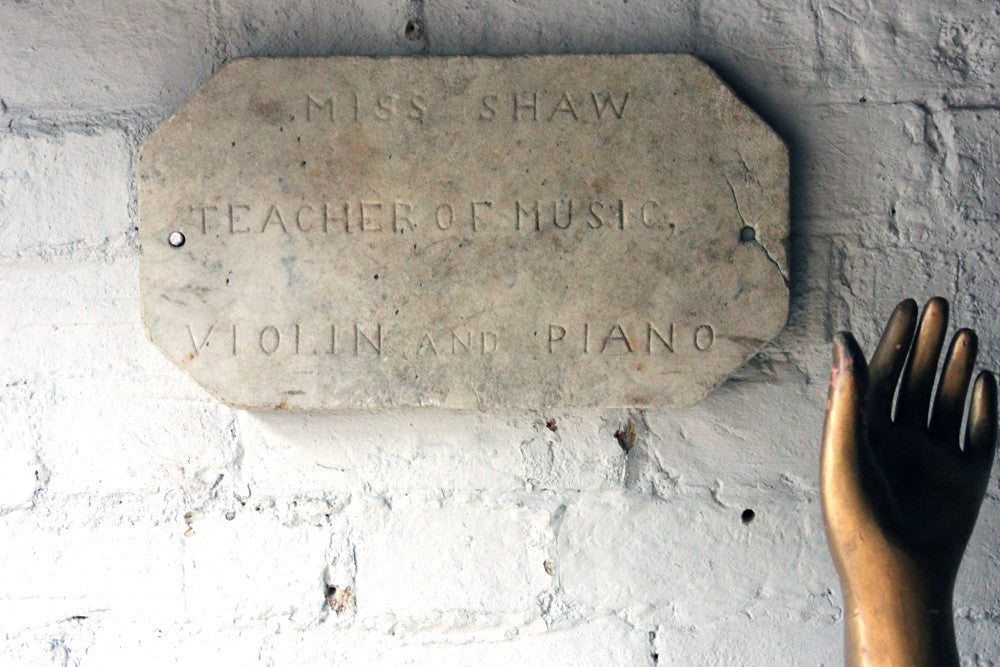 MISS SHAW
TEACHER OF MUSIC,
VIOLIN AND PIANO